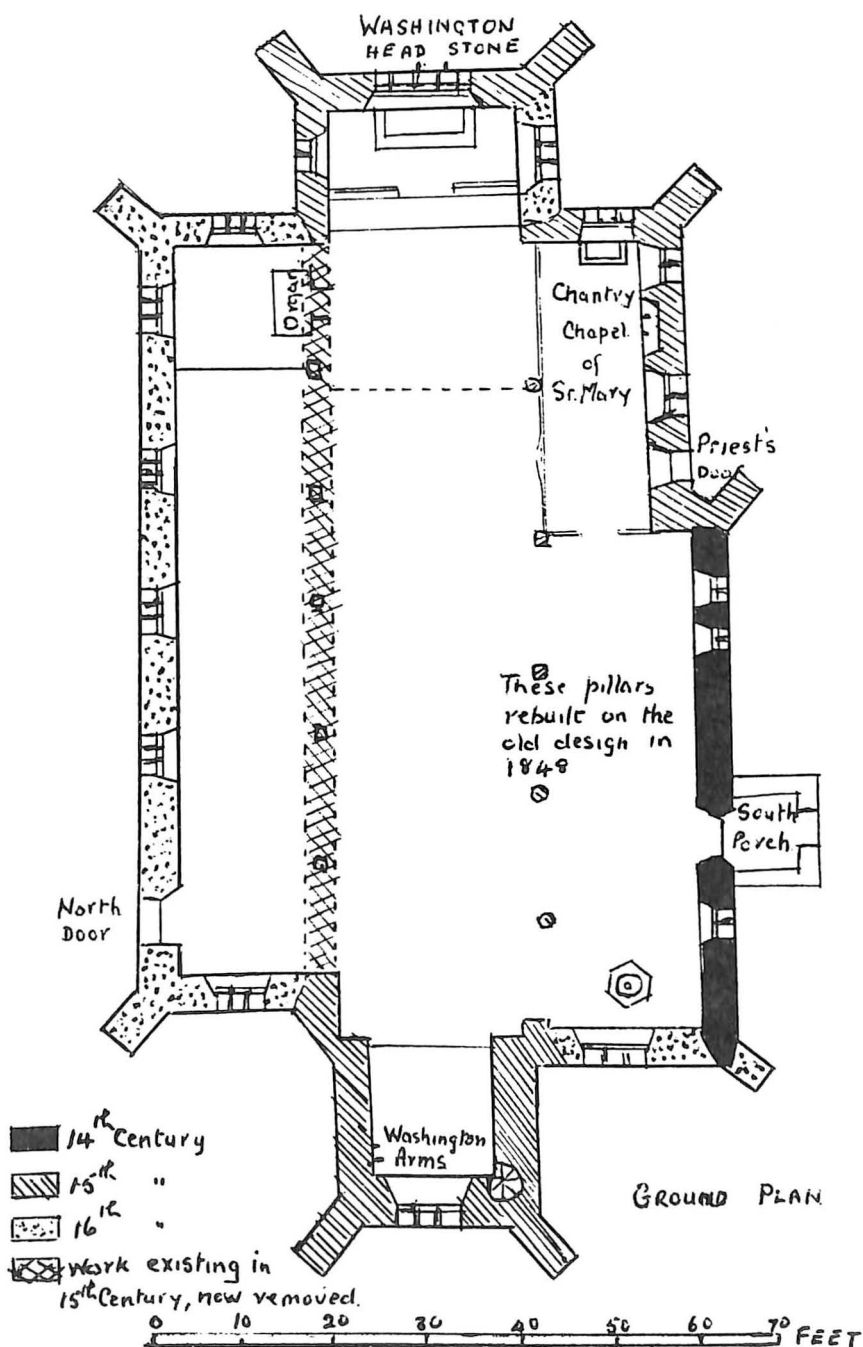 WASHINGTON
HEAD STONE
Organ
Chantry
Chapel
of
St. Mary
Priest's
Door
These pillars
rebuilt on the
old design in
1848
South
Porch
North
Door
Washington
Arms
14th Century
15th "
16th "
Work existing in
15th Century, now removed.
GROUND PLAN
0 10 20 30 40 50 60 70 FEET